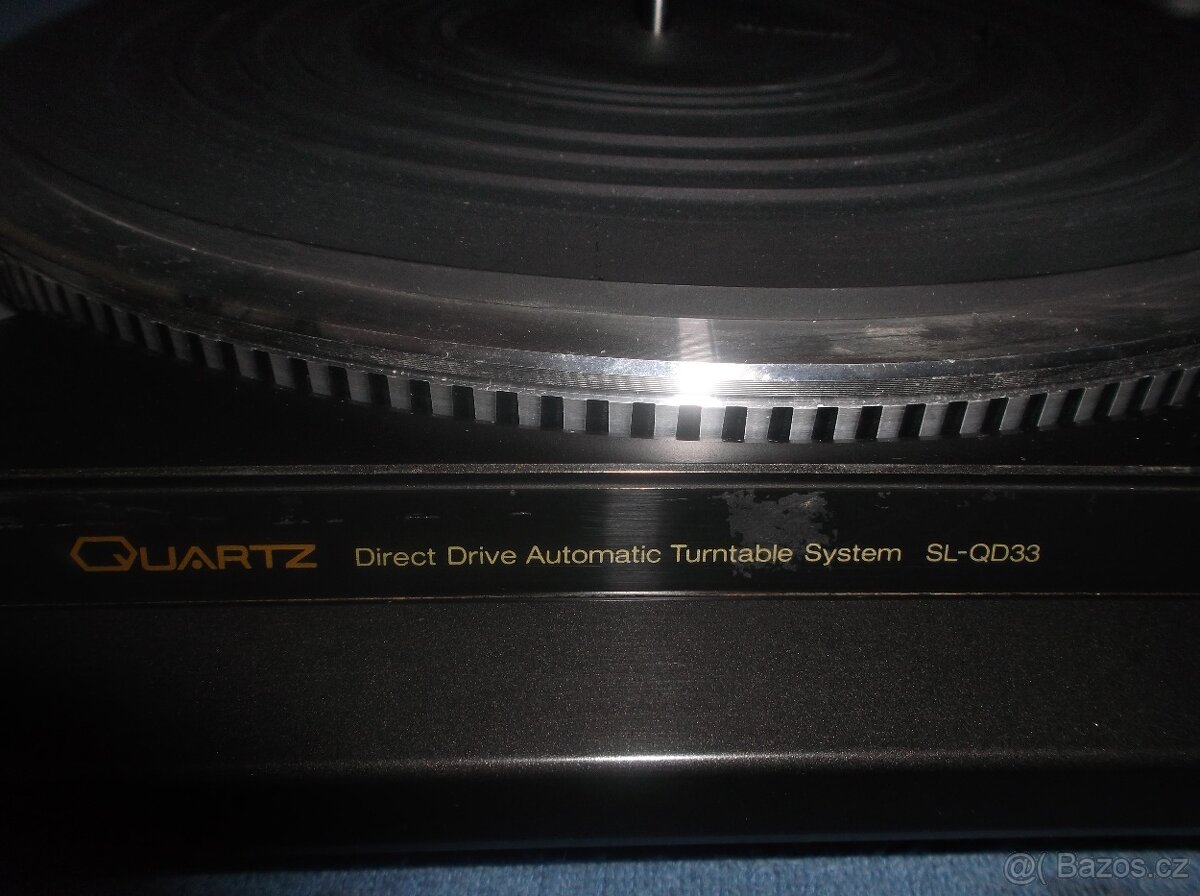 QUARTZ Direct Drive Automatic Turntable System SL-QD33
@( Bazos.cz